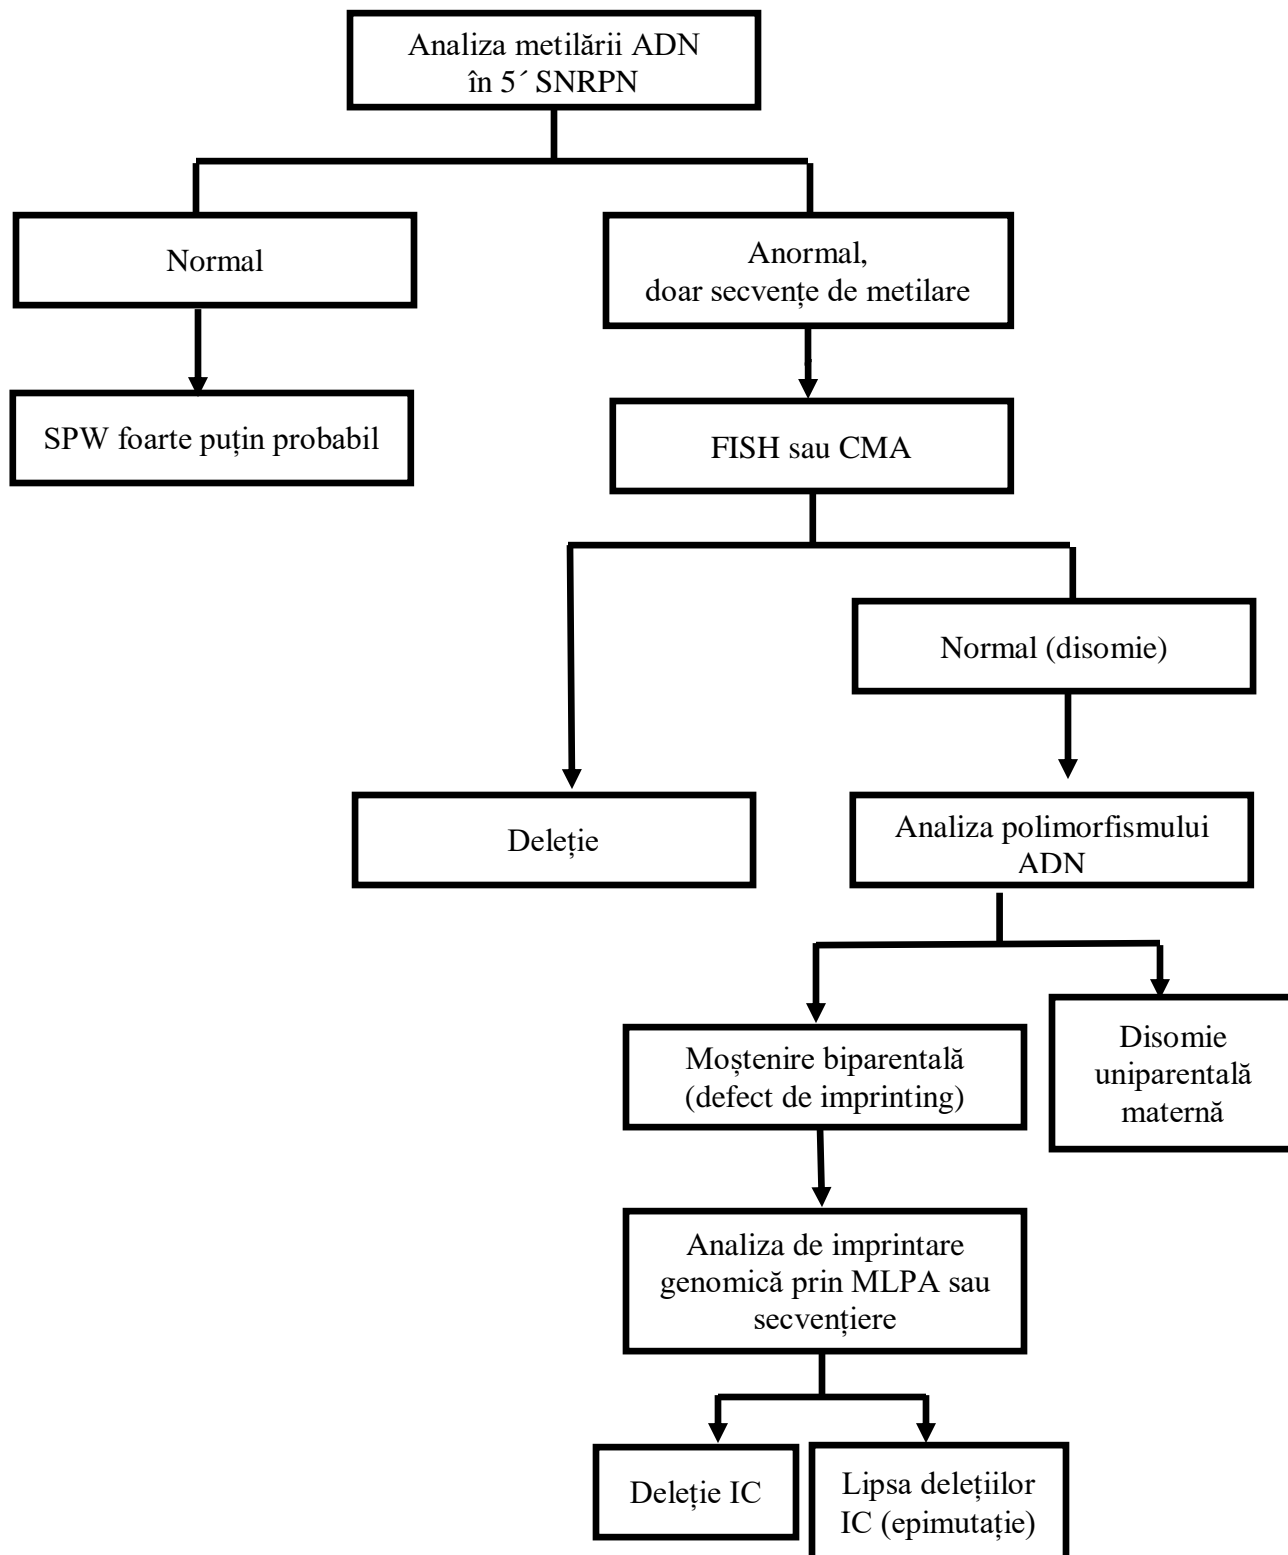 Analiza metilării ADN
în 5´ SNRPN
Normal
Anormal,
doar secvențe de metilare
SPW foarte puțin probabil
FISH sau CMA
Normal (disomie)
Deleție
Analiza polimorfismului
ADN
Moștenire biparentală
(defect de imprinting)
Disomie
uniparentală
maternă
Analiza de imprintare
genomică prin MLPA sau
secvențiere
Deleție IC
Lipsa delețiilor
IC (epimutație)